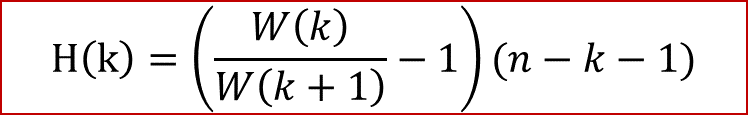 H(k) = (W(k)/W(k + 1) − 1) (n − k − 1)